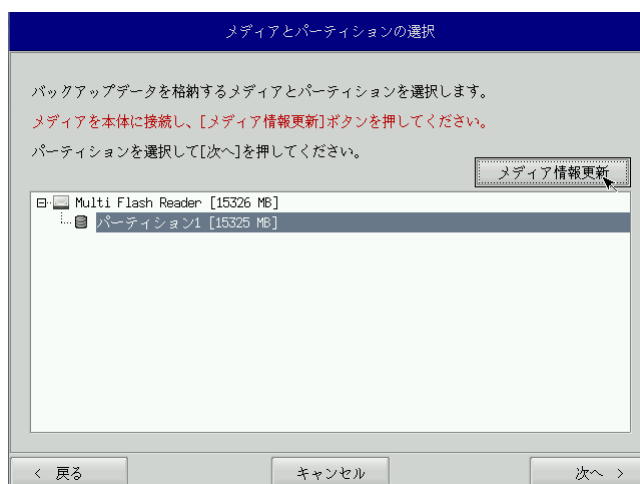 メディアとパーティションの選択
バックアップデータを格納するメディアとパーティションを選択します。
メディアを本体に接続し、[メディア情報更新]ボタンを押してください。
パーティションを選択して[次へ]を押してください。
メディア情報更新
Multi Flash Reader [15326 MB]
パーティション1 [15325 MB]
< 戻る
キャンセル
次へ >